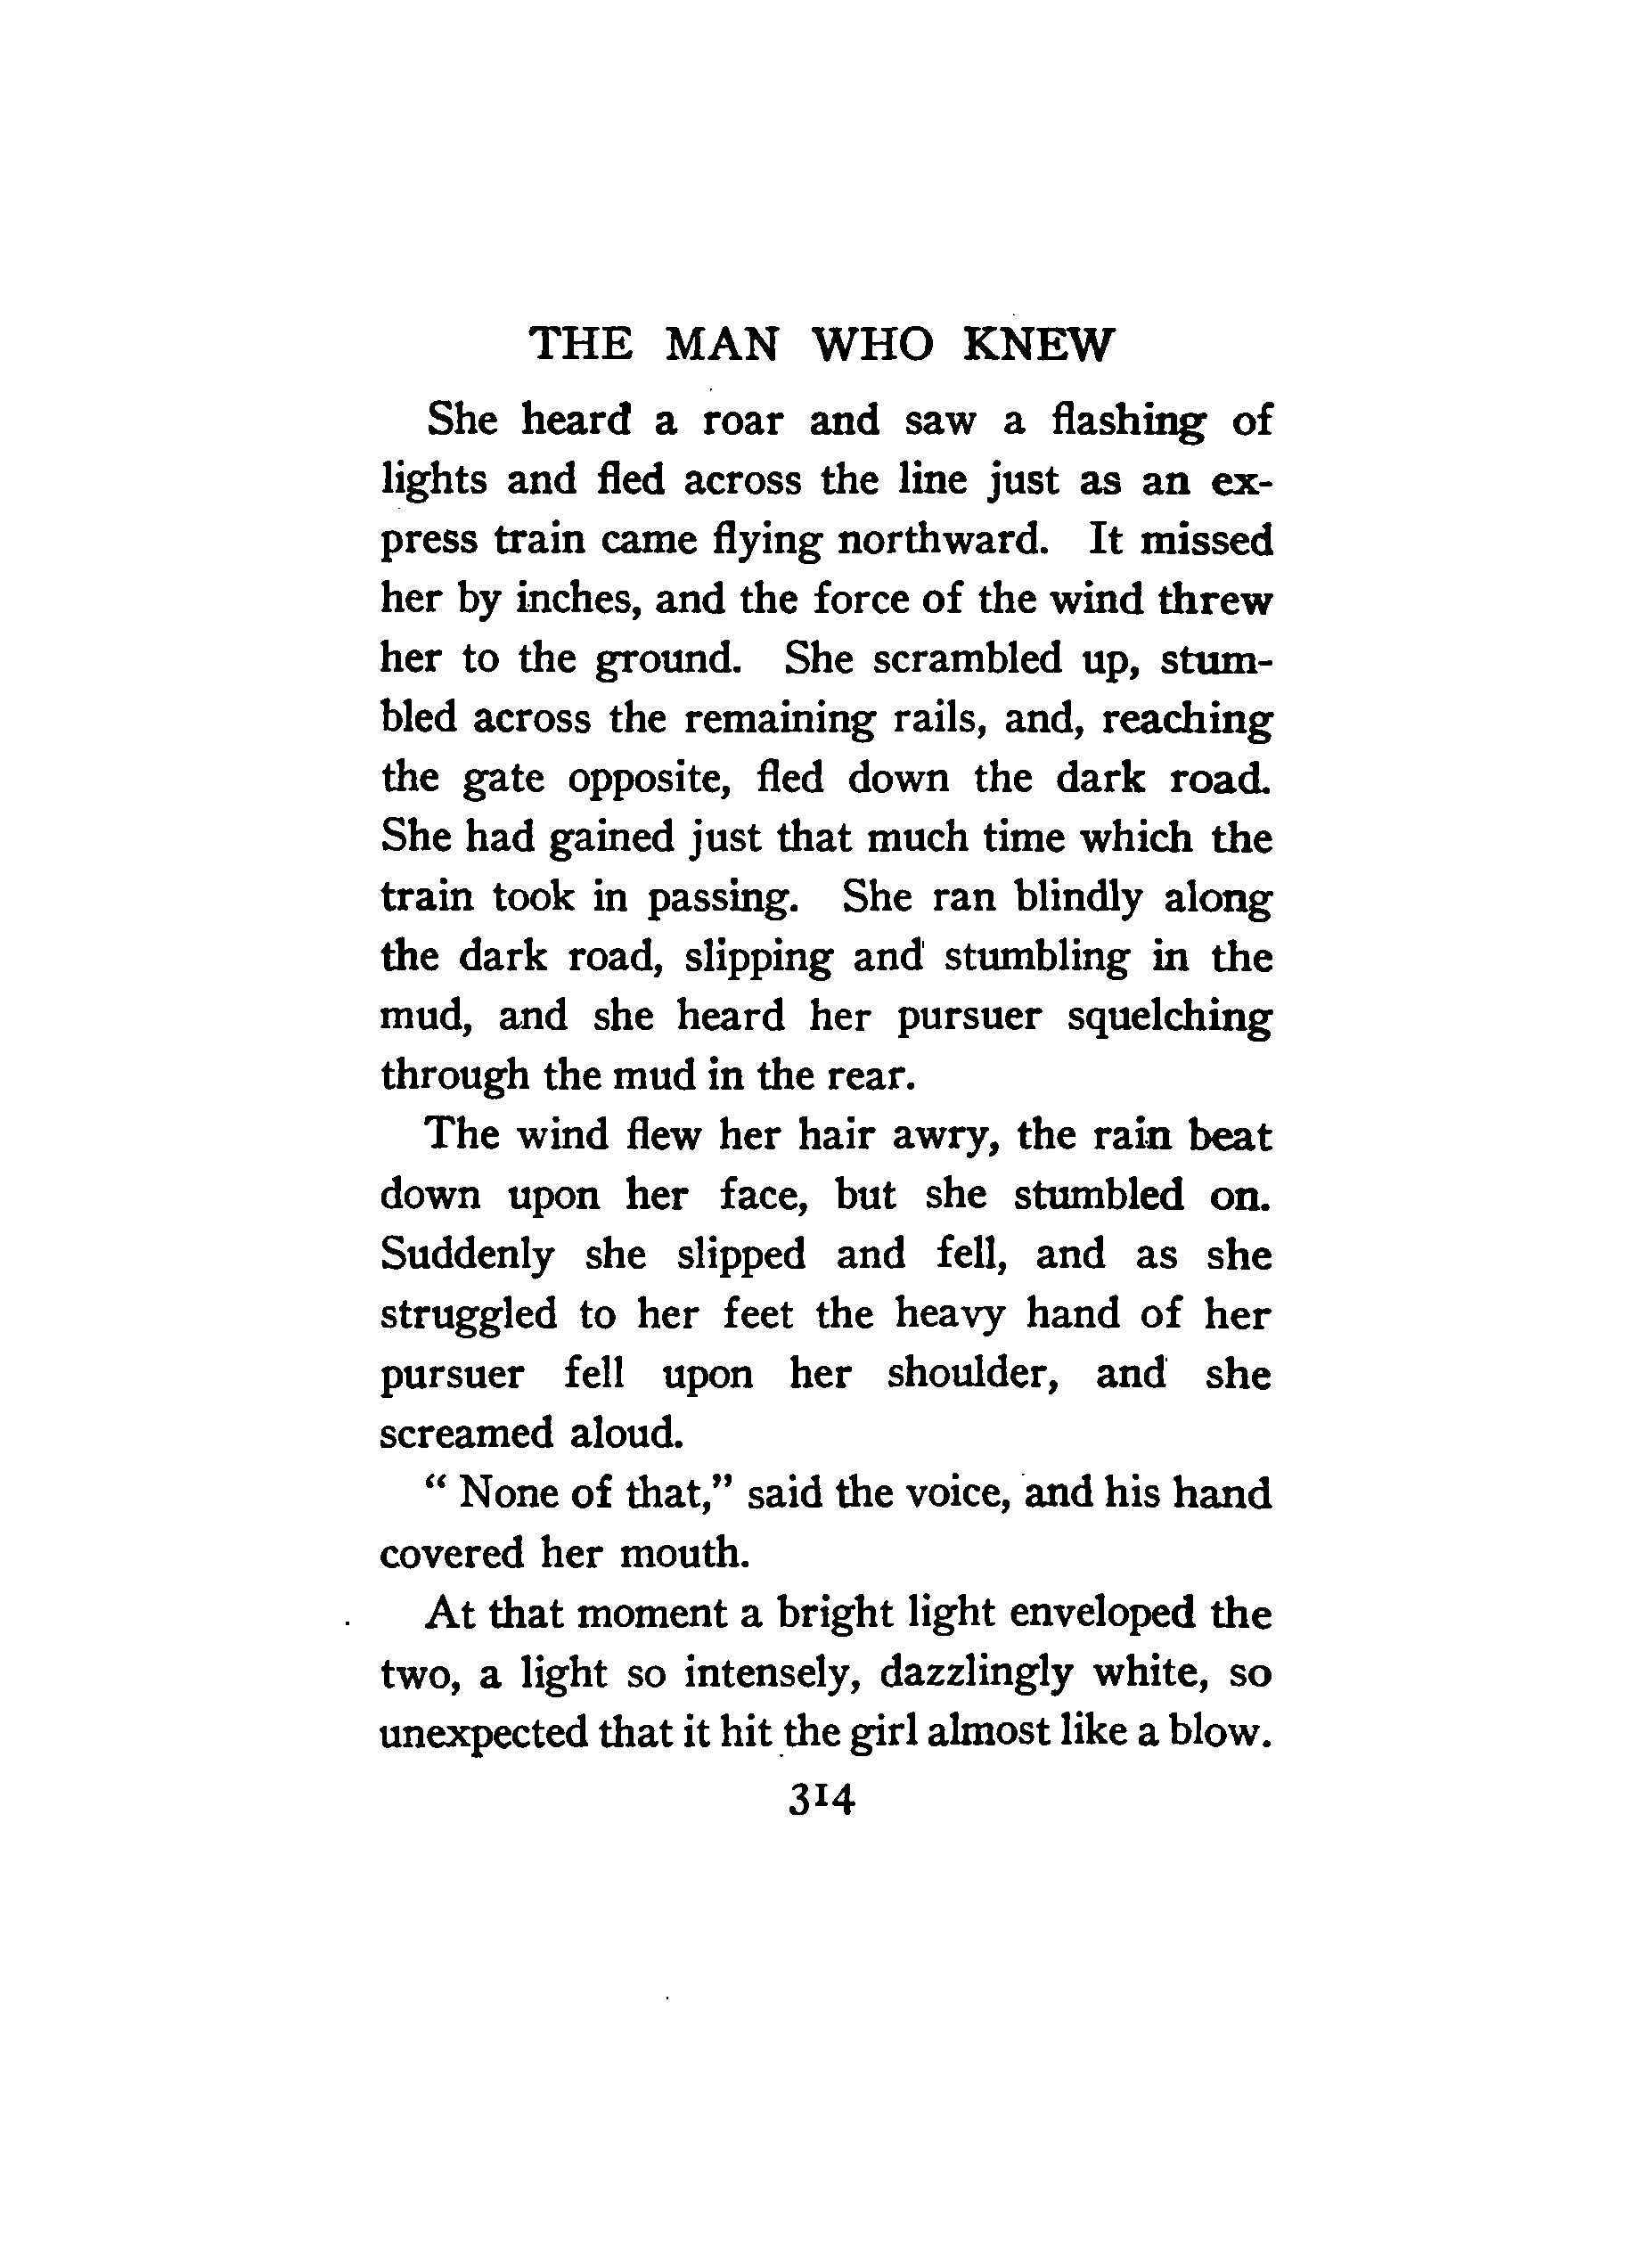 THE MAN WHO KNEW
She heard a roar and saw a flashing of
lights and fled across the line just as an ex-
press train came flying northward. It missed
her by inches, and the force of the wind threw
her to the ground. She scrambled up, stum-
bled across the remaining rails, and, reaching
the gate opposite, fled down the dark road.
She had gained just that much time which the
train took in passing. She ran blindly along
the dark road, slipping and stumbling in the
mud, and she heard her pursuer squelching
through the mud in the rear.
The wind flew her hair awry, the rain beat
down upon her face, but she stumbled on.
Suddenly she slipped and fell, and as she
struggled to her feet the heavy hand of her
pursuer fell upon her shoulder, and she
screamed aloud.
“ None of that,” said the voice, and his hand
covered her mouth.
At that moment a bright light enveloped the
two, a light so intensely, dazzlingly white, so
unexpected that it hit the girl almost like a blow.
314